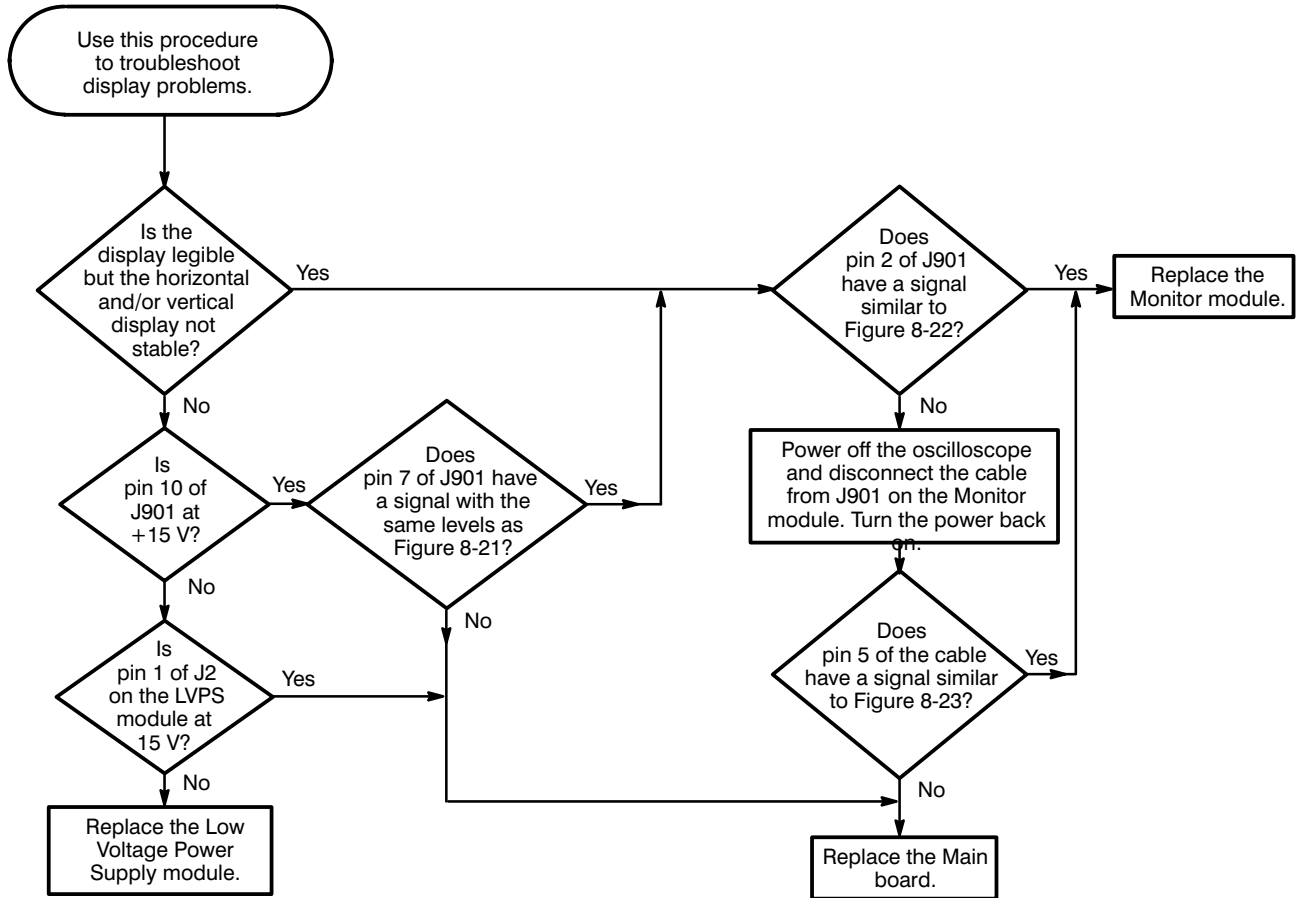 Use this procedure
to troubleshoot
display problems.
Is the
display legible
but the horizontal
and/or vertical
display not
stable?
Yes
No
Does
pin 2 of J901
have a signal
similar to
Figure 8-22?
Yes
No
Replace the
Monitor module.
Is
pin 10 of
J901 at
+15 V?
Yes
No
Does
pin 7 of J901 have
a signal with the
same levels as
Figure 8-21?
Yes
No
Power off the oscilloscope
and disconnect the cable
from J901 on the Monitor
module. Turn the power back
on.
Is
pin 1 of J2
on the LVPS
module at
15 V?
Yes
No
Does
pin 5 of the cable
have a signal similar
to Figure 8-23?
Yes
No
Replace the Low
Voltage Power
Supply module.
Replace the Main
board.